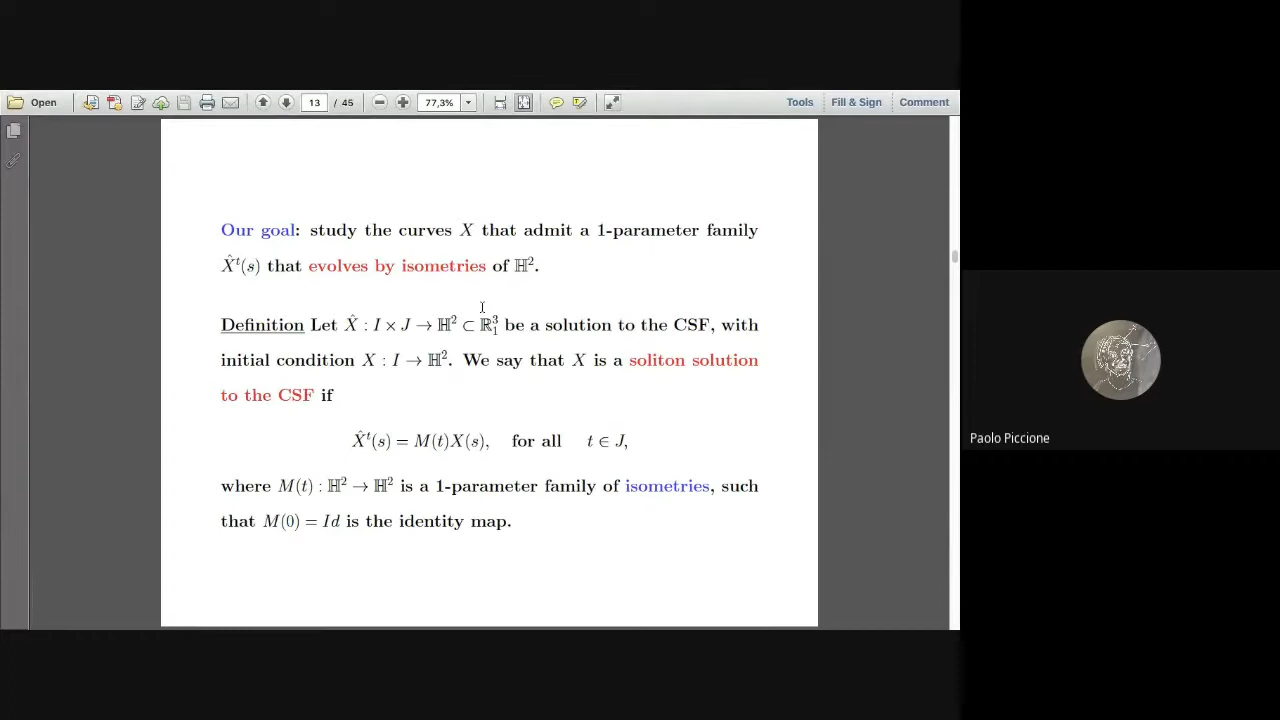 Open 13 / 45 77,3% Tools Fill & Sign Comment
Our goal: study the curves X that admit a 1-parameter family
X̂ᵗ(s) that evolves by isometries of ℍ².
Definition Let X̂ : I × J → ℍ² ⊂ ℝ³₁ be a solution to the CSF, with
initial condition X : I → ℍ². We say that X is a soliton solution
to the CSF if
X̂ᵗ(s) = M(t)X(s), for all t ∈ J,
where M(t) : ℍ² → ℍ² is a 1-parameter family of isometries, such
that M(0) = Id is the identity map.
Paolo Piccione